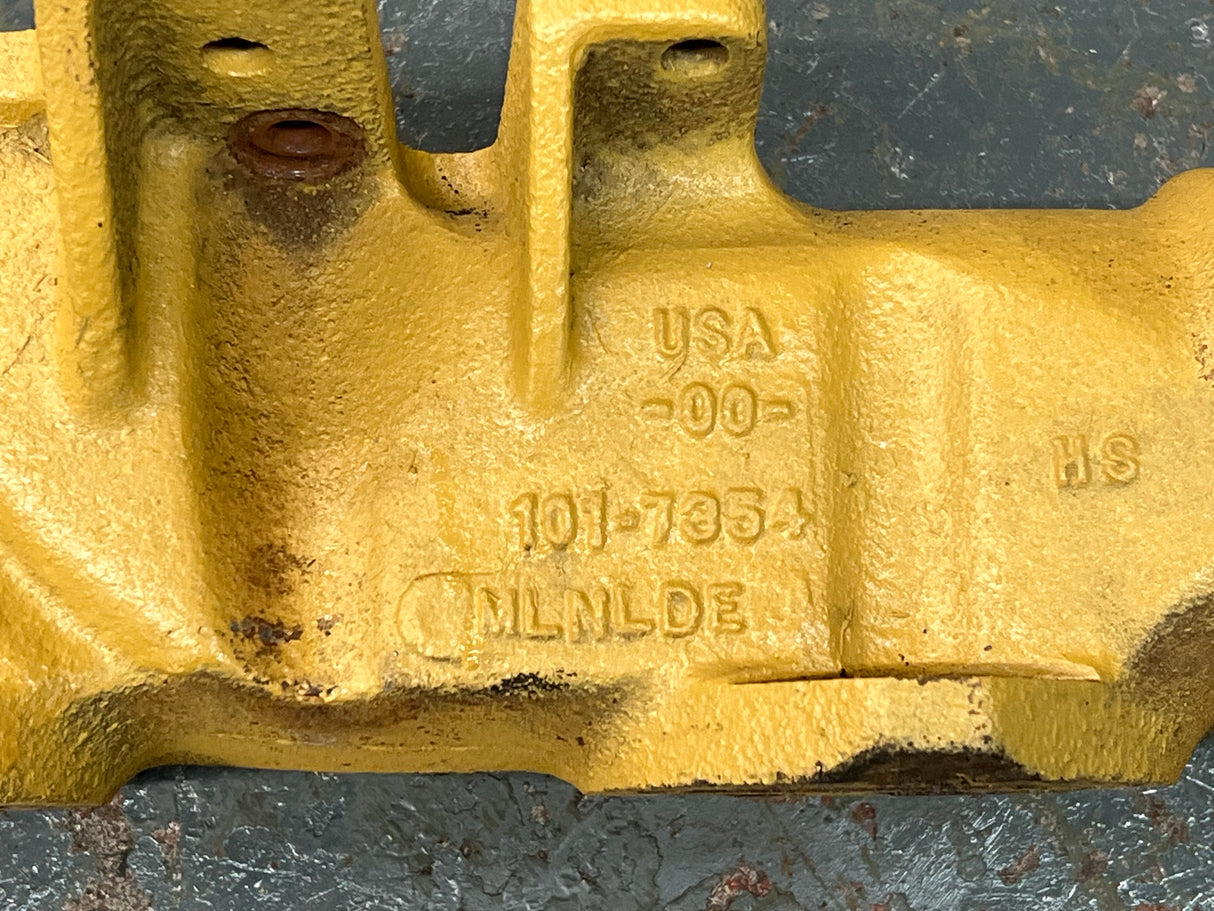 USA
-00-
HS
101-7354
MLNLDE